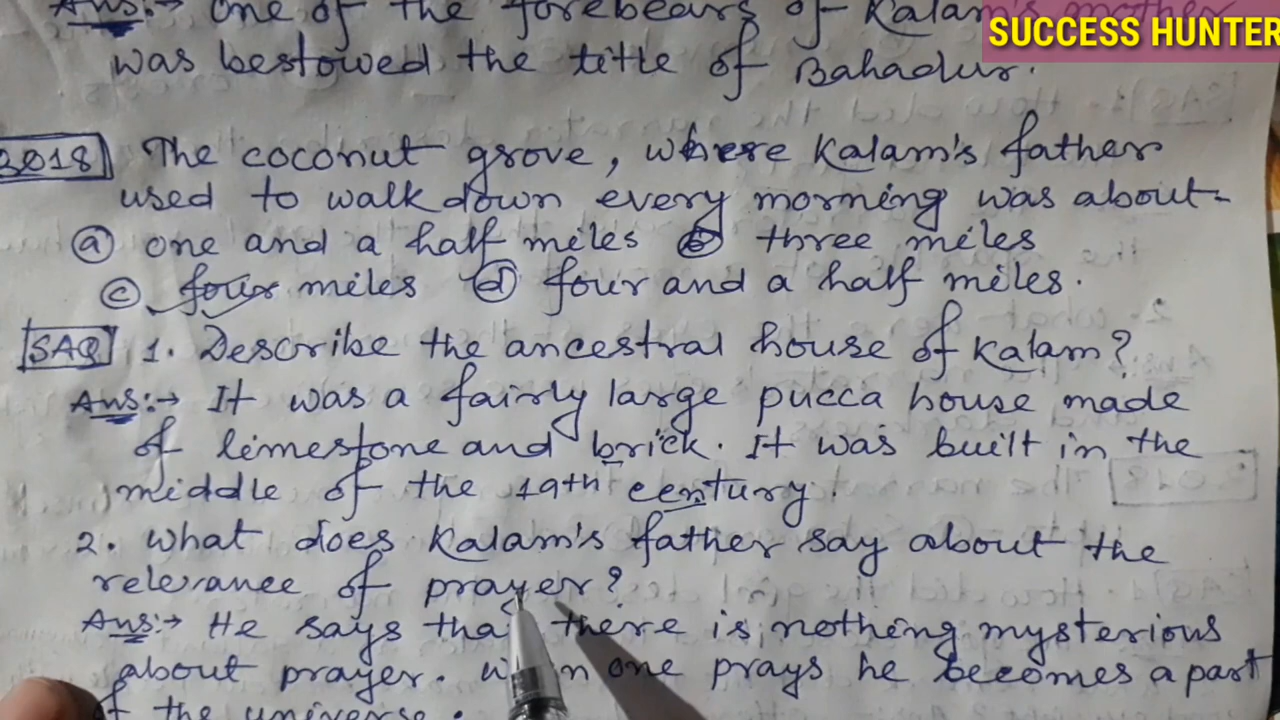 Ans:→ One of the forebears of Kalam's mother
SUCCESS HUNTER
was bestowed the title of Bahadur.
2018 The coconut grove, where Kalam's father
used to walk down every morning was about-
(a) one and a half miles (b) three miles
(c) four miles (d) four and a half miles.
SAQ 1. Describe the ancestral house of Kalam?
Ans:→ It was a fairly large pucca house made
of limestone and brick. It was built in the
middle of the 19th century.
2. What does Kalam's father say about the
relevance of prayer?
Ans:→ He says that there is nothing mysterious
about prayer. one prays he becomes a part
of the universe.